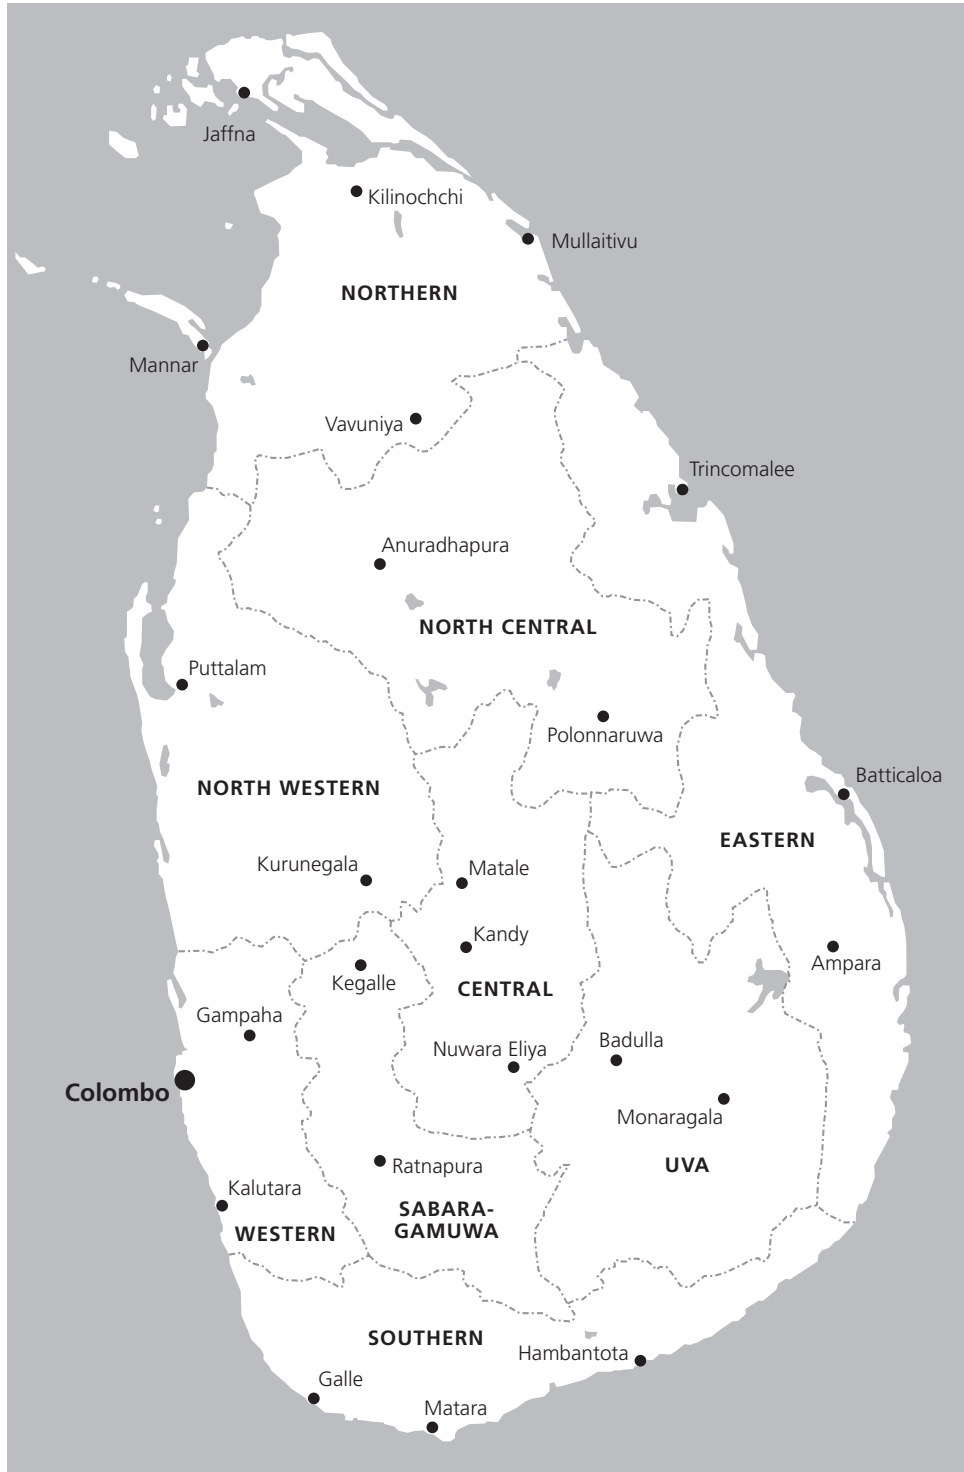 Jaffna
Kilinochchi
Mullaitivu
NORTHERN
Mannar
Vavuniya
Trincomalee
Anuradhapura
NORTH CENTRAL
Puttalam
Polonnaruwa
Batticaloa
NORTH WESTERN
EASTERN
Kurunegala
Matale
Kandy
Ampara
Kegalle
CENTRAL
Gampaha
Badulla
Nuwara Eliya
Colombo
Monaragala
Ratnapura
UVA
Kalutara
SABARA-
GAMUWA
WESTERN
SOUTHERN
Hambantota
Galle
Matara